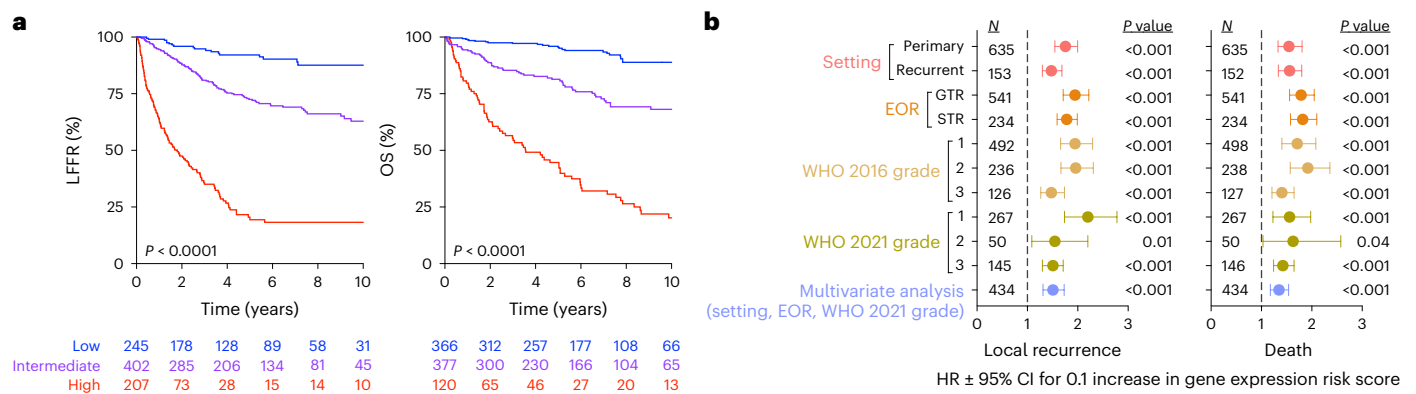 a
LFFR (%)
100
75
50
25
0
P < 0.0001
0 2 4 6 8 10
Time (years)
OS (%)
100
75
50
25
0
P < 0.0001
0 2 4 6 8 10
Time (years)
Low 245 178 128 89 58 31 366 312 257 177 108 66
Intermediate 402 285 206 134 81 45 377 300 230 166 104 65
High 207 73 28 15 14 10 120 65 46 27 20 13
b
N P value N P value
Setting
Perimary 635 <0.001 635 <0.001
Recurrent 153 <0.001 152 <0.001
EOR
GTR 541 <0.001 541 <0.001
STR 234 <0.001 234 <0.001
WHO 2016 grade
1 492 <0.001 498 <0.001
2 236 <0.001 238 <0.001
3 126 <0.001 127 <0.001
WHO 2021 grade
1 267 <0.001 267 <0.001
2 50 0.01 50 0.04
3 145 <0.001 146 <0.001
Multivariate analysis 434 <0.001 434 <0.001
(setting, EOR, WHO 2021 grade)
0 1 2 3 0 1 2 3
Local recurrence Death
HR ± 95% CI for 0.1 increase in gene expression risk score